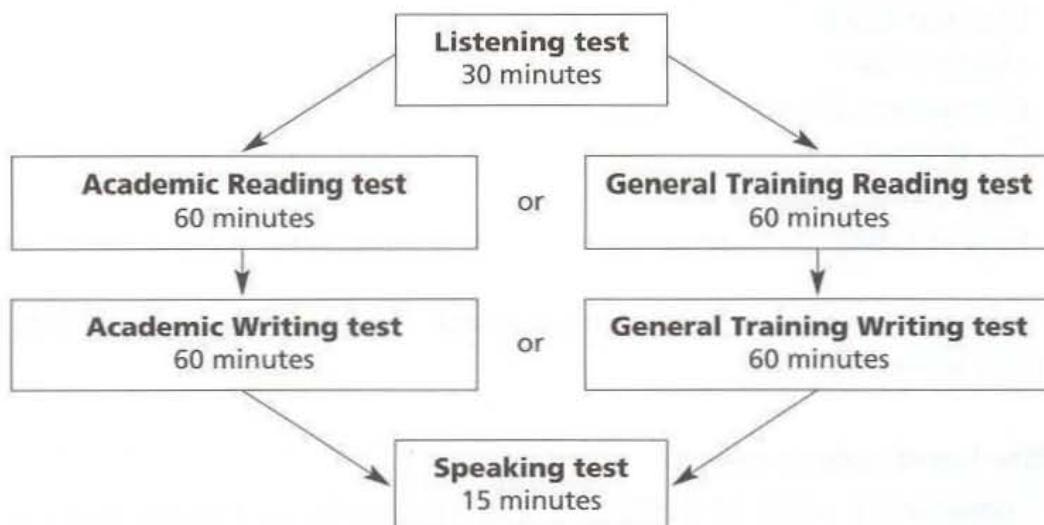 Listening test
30 minutes
Academic Reading test
60 minutes
or
General Training Reading test
60 minutes
Academic Writing test
60 minutes
or
General Training Writing test
60 minutes
Speaking test
15 minutes